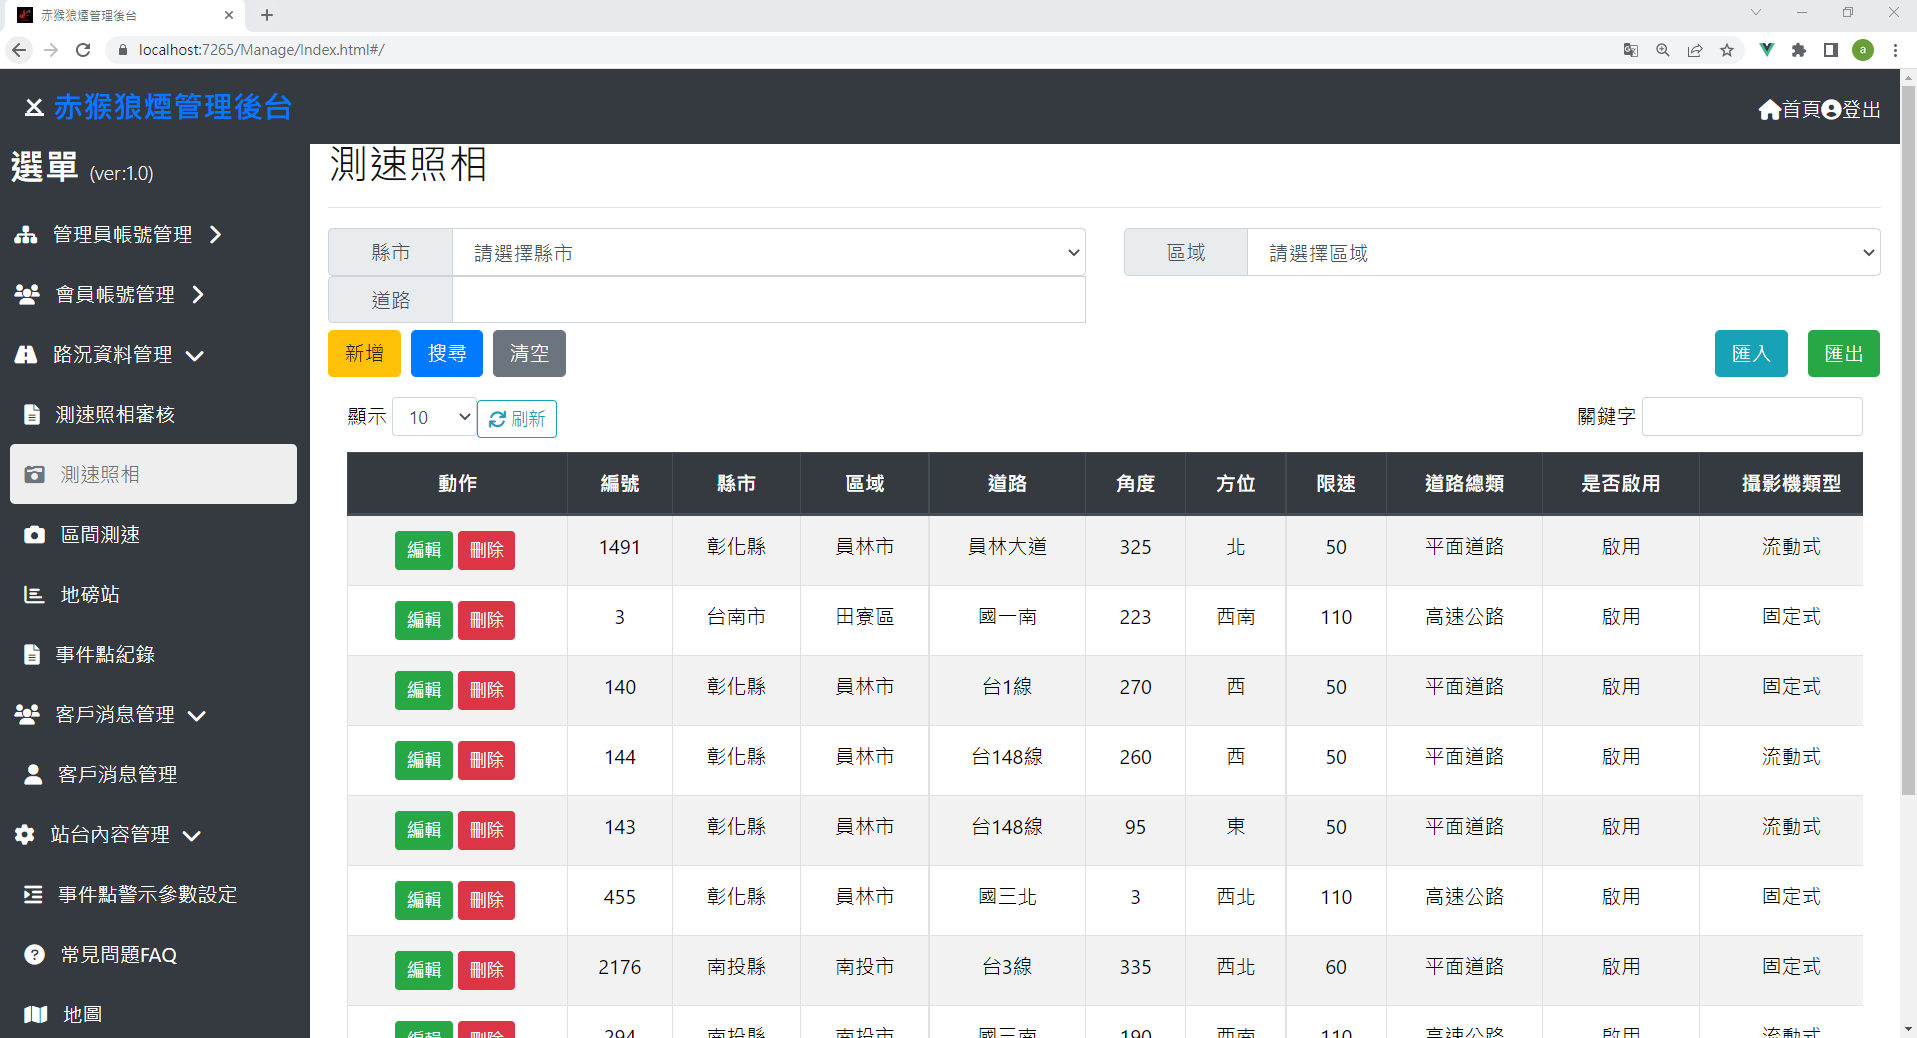 赤猴狼煙管理後台
localhost:7265/Manage/Index.html#/
a
赤猴狼煙管理後台
首頁 登出
選單 (ver:1.0)
管理員帳號管理
會員帳號管理
路況資料管理
測速照相審核
測速照相
區間測速
地磅站
事件點紀錄
客戶消息管理
客戶消息管理
站台內容管理
事件點警示參數設定
常見問題FAQ
地圖
測速照相
縣市 請選擇縣市 區域 請選擇區域
道路
新增 搜尋 清空 匯入 匯出
顯示 10 刷新 關鍵字
動作 編號 縣市 區域 道路 角度 方位 限速 道路總類 是否啟用 攝影機類型
編輯 刪除 1491 彰化縣 員林市 員林大道 325 北 50 平面道路 啟用 流動式
編輯 刪除 3 台南市 田寮區 國一南 223 西南 110 高速公路 啟用 固定式
編輯 刪除 140 彰化縣 員林市 台1線 270 西 50 平面道路 啟用 固定式
編輯 刪除 144 彰化縣 員林市 台148線 260 西 50 平面道路 啟用 流動式
編輯 刪除 143 彰化縣 員林市 台148線 95 東 50 平面道路 啟用 流動式
編輯 刪除 455 彰化縣 員林市 國三北 3 西北 110 高速公路 啟用 固定式
編輯 刪除 2176 南投縣 南投市 台3線 335 西北 60 平面道路 啟用 固定式
編輯 刪除 294 南投縣 南投市 國三南 190 西南 110 高速公路 啟用 流動式